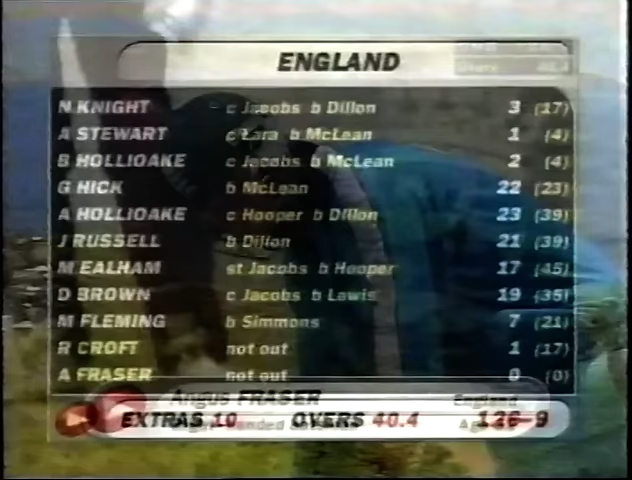 ENGLAND
Overs 40.4
N KNIGHT c Jacobs b Dillon 3 (17)
A STEWART c Lara b McLean 1 (4)
B HOLLIOAKE c Jacobs b McLean 2 (4)
G HICK b McLean 22 (23)
A HOLLIOAKE c Hooper b Dillon 23 (39)
J RUSSELL b Dillon 21 (39)
M EALHAM st Jacobs b Hooper 17 (45)
D BROWN c Jacobs b Lewis 19 (35)
M FLEMING b Simmons 7 (21)
R CROFT not out 1 (17)
A FRASER not out 0 (0)
Angus FRASER England
EXTRAS 10 OVERS 40.4 126-9